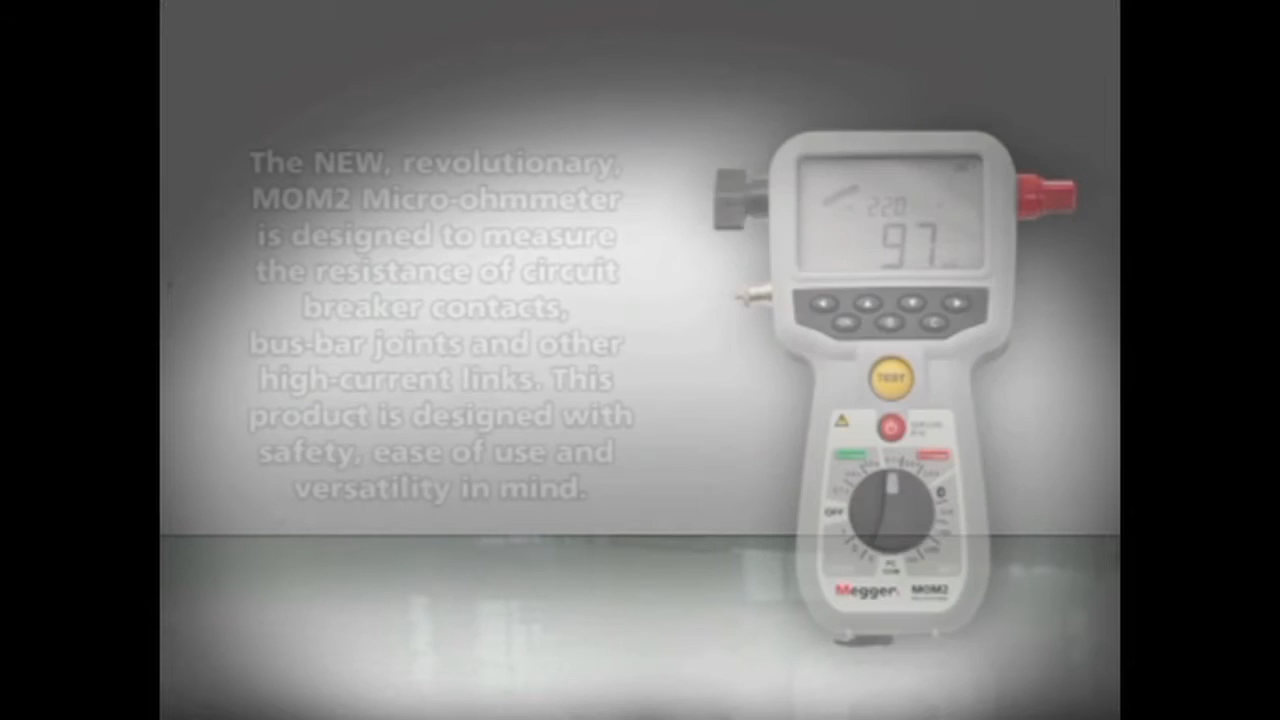 The NEW, revolutionary,
MOM2 Micro-ohmmeter
is designed to measure
the resistance of circuit
breaker contacts,
bus-bar joints and other
high-current links. This
product is designed with
safety, ease of use and
versatility in mind.
220
97
TEST
OFF
Megger.
MOM2